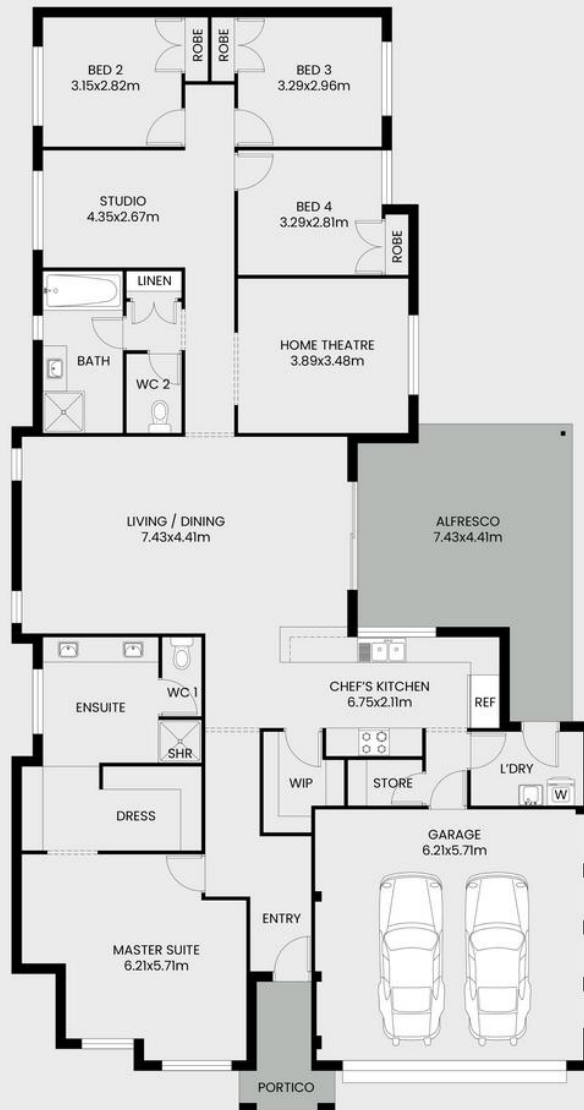 BED 2
3.15x2.82m
ROBE
ROBE
BED 3
3.29x2.96m
STUDIO
4.35x2.67m
BED 4
3.29x2.81m
ROBE
LINEN
BATH
WC 2
HOME THEATRE
3.89x3.48m
LIVING / DINING
7.43x4.41m
ALFRESCO
7.43x4.41m
ENSUITE
WC 1
SHR
CHEF'S KITCHEN
6.75x2.11m
REF
WIP
STORE
L'DRY
W
DRESS
GARAGE
6.21x5.71m
MASTER SUITE
6.21x5.71m
ENTRY
PORTICO